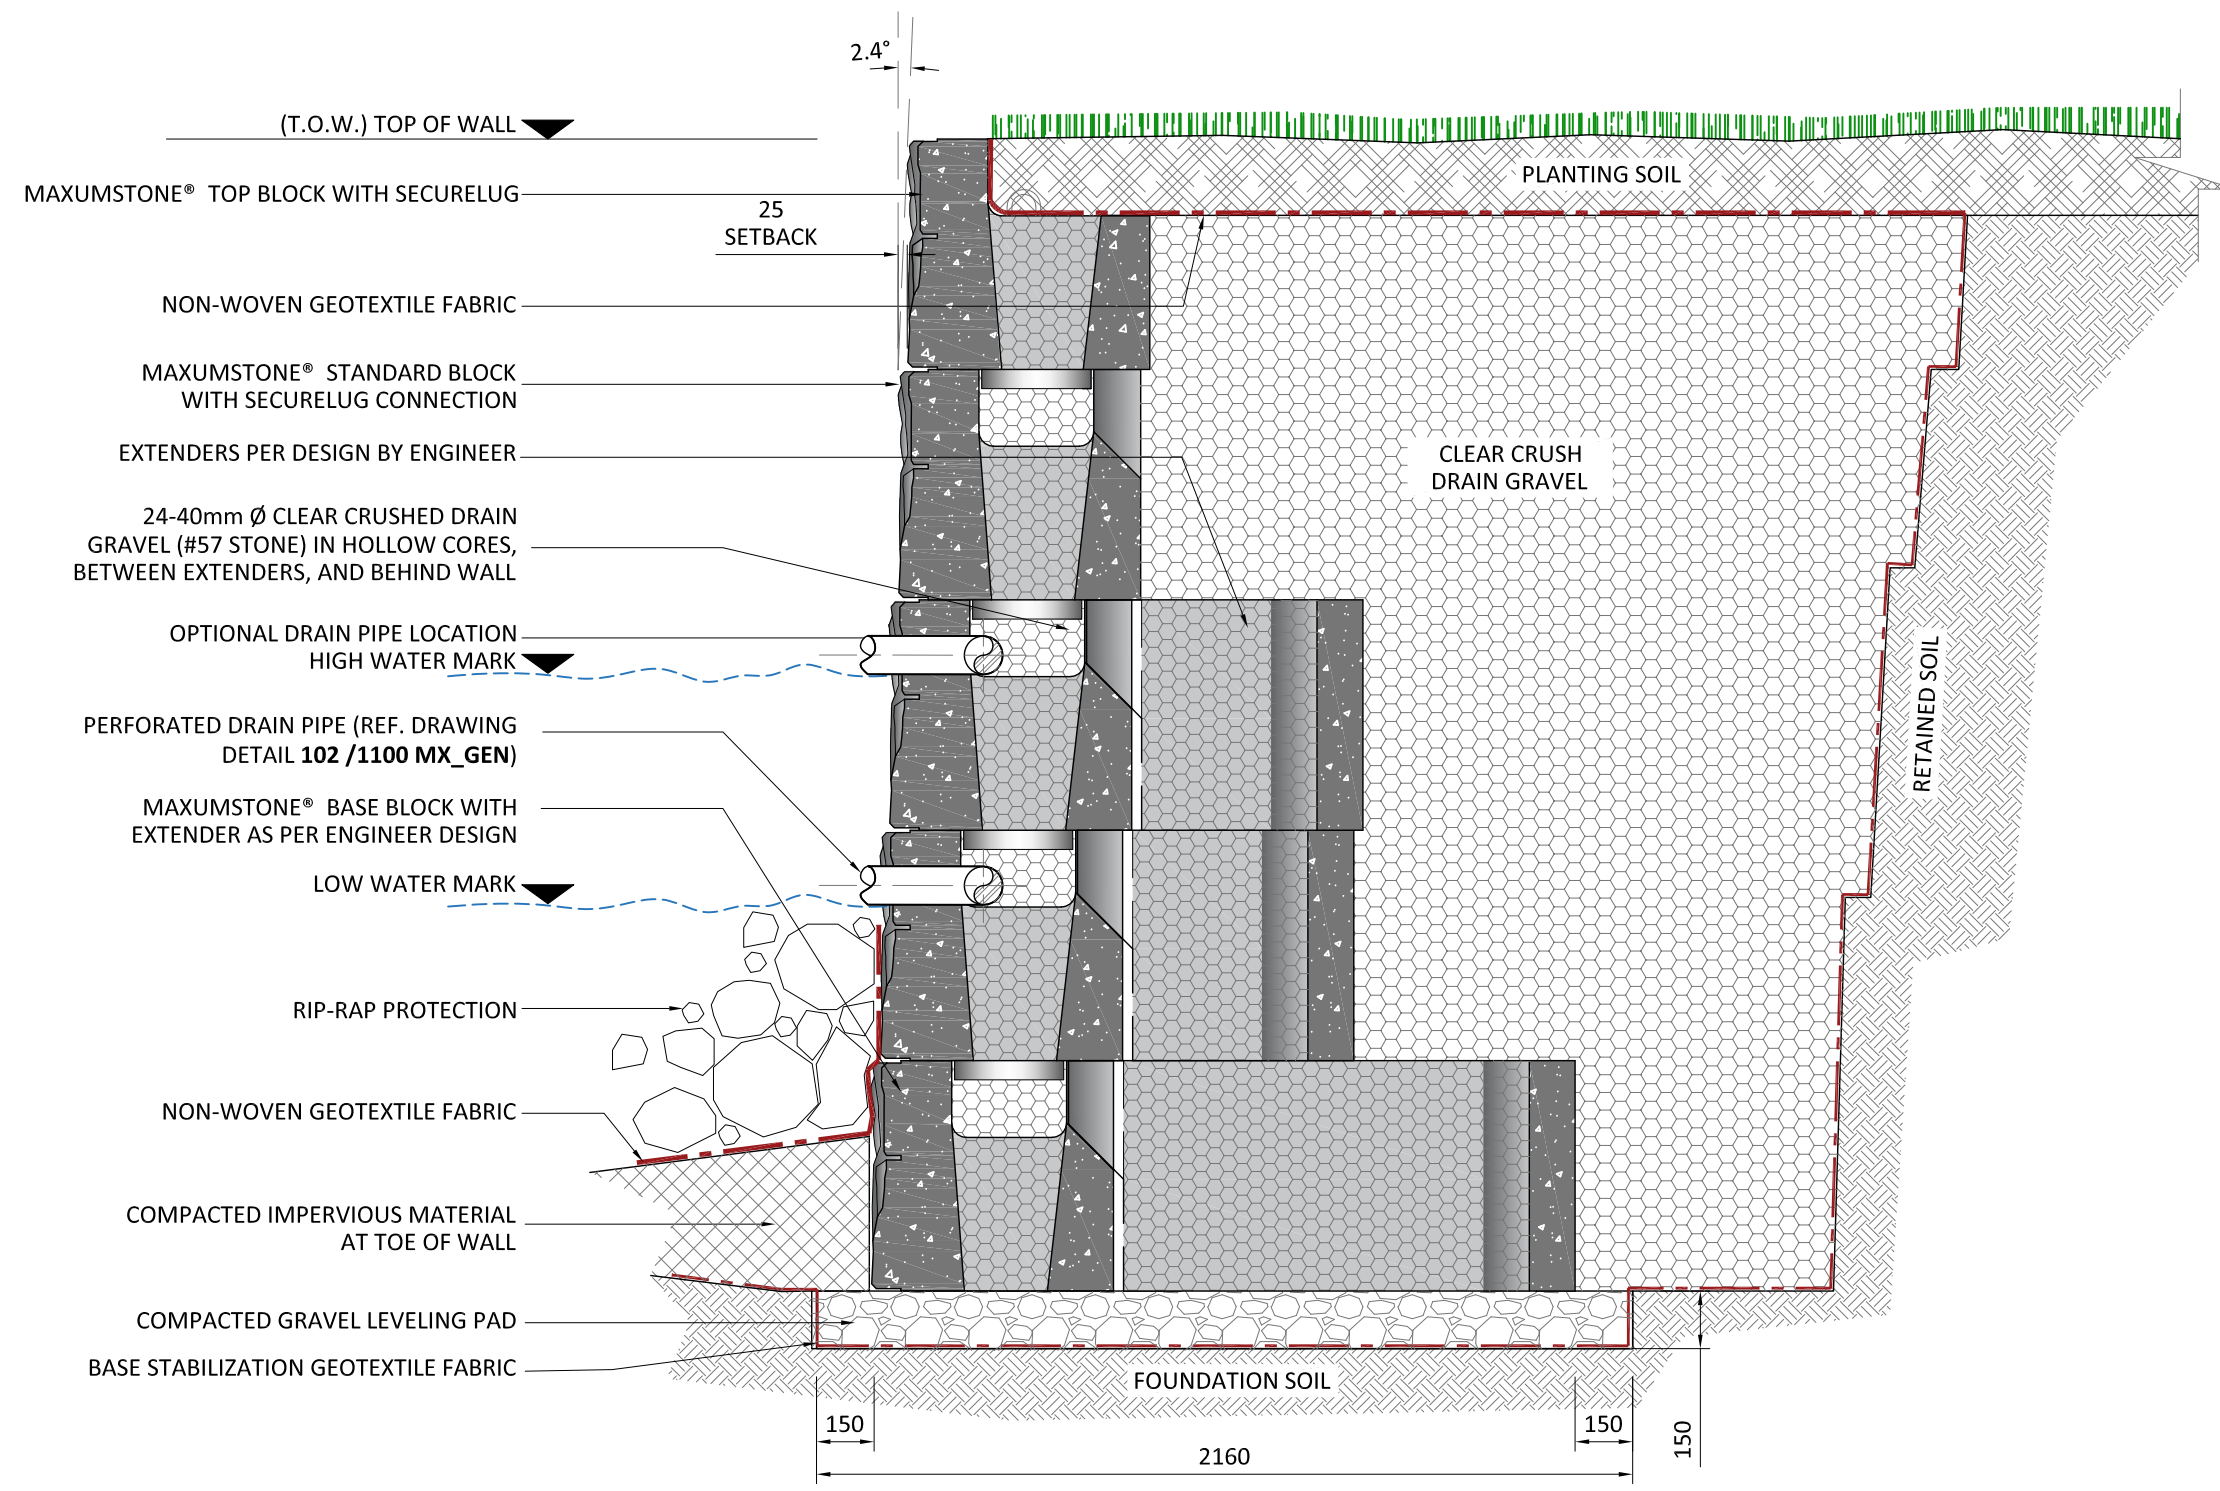 2.4°
(T.O.W.) TOP OF WALL
MAXUMSTONE® TOP BLOCK WITH SECURELUG
25
SETBACK
NON-WOVEN GEOTEXTILE FABRIC
MAXUMSTONE® STANDARD BLOCK
WITH SECURELUG CONNECTION
EXTENDERS PER DESIGN BY ENGINEER
24-40mm Ø CLEAR CRUSHED DRAIN
GRAVEL (#57 STONE) IN HOLLOW CORES,
BETWEEN EXTENDERS, AND BEHIND WALL
OPTIONAL DRAIN PIPE LOCATION
HIGH WATER MARK
PERFORATED DRAIN PIPE (REF. DRAWING
DETAIL 102 /1100 MX_GEN)
MAXUMSTONE® BASE BLOCK WITH
EXTENDER AS PER ENGINEER DESIGN
LOW WATER MARK
RIP-RAP PROTECTION
NON-WOVEN GEOTEXTILE FABRIC
COMPACTED IMPERVIOUS MATERIAL
AT TOE OF WALL
COMPACTED GRAVEL LEVELING PAD
BASE STABILIZATION GEOTEXTILE FABRIC
PLANTING SOIL
CLEAR CRUSH
DRAIN GRAVEL
RETAINED SOIL
FOUNDATION SOIL
150
2160
150
150